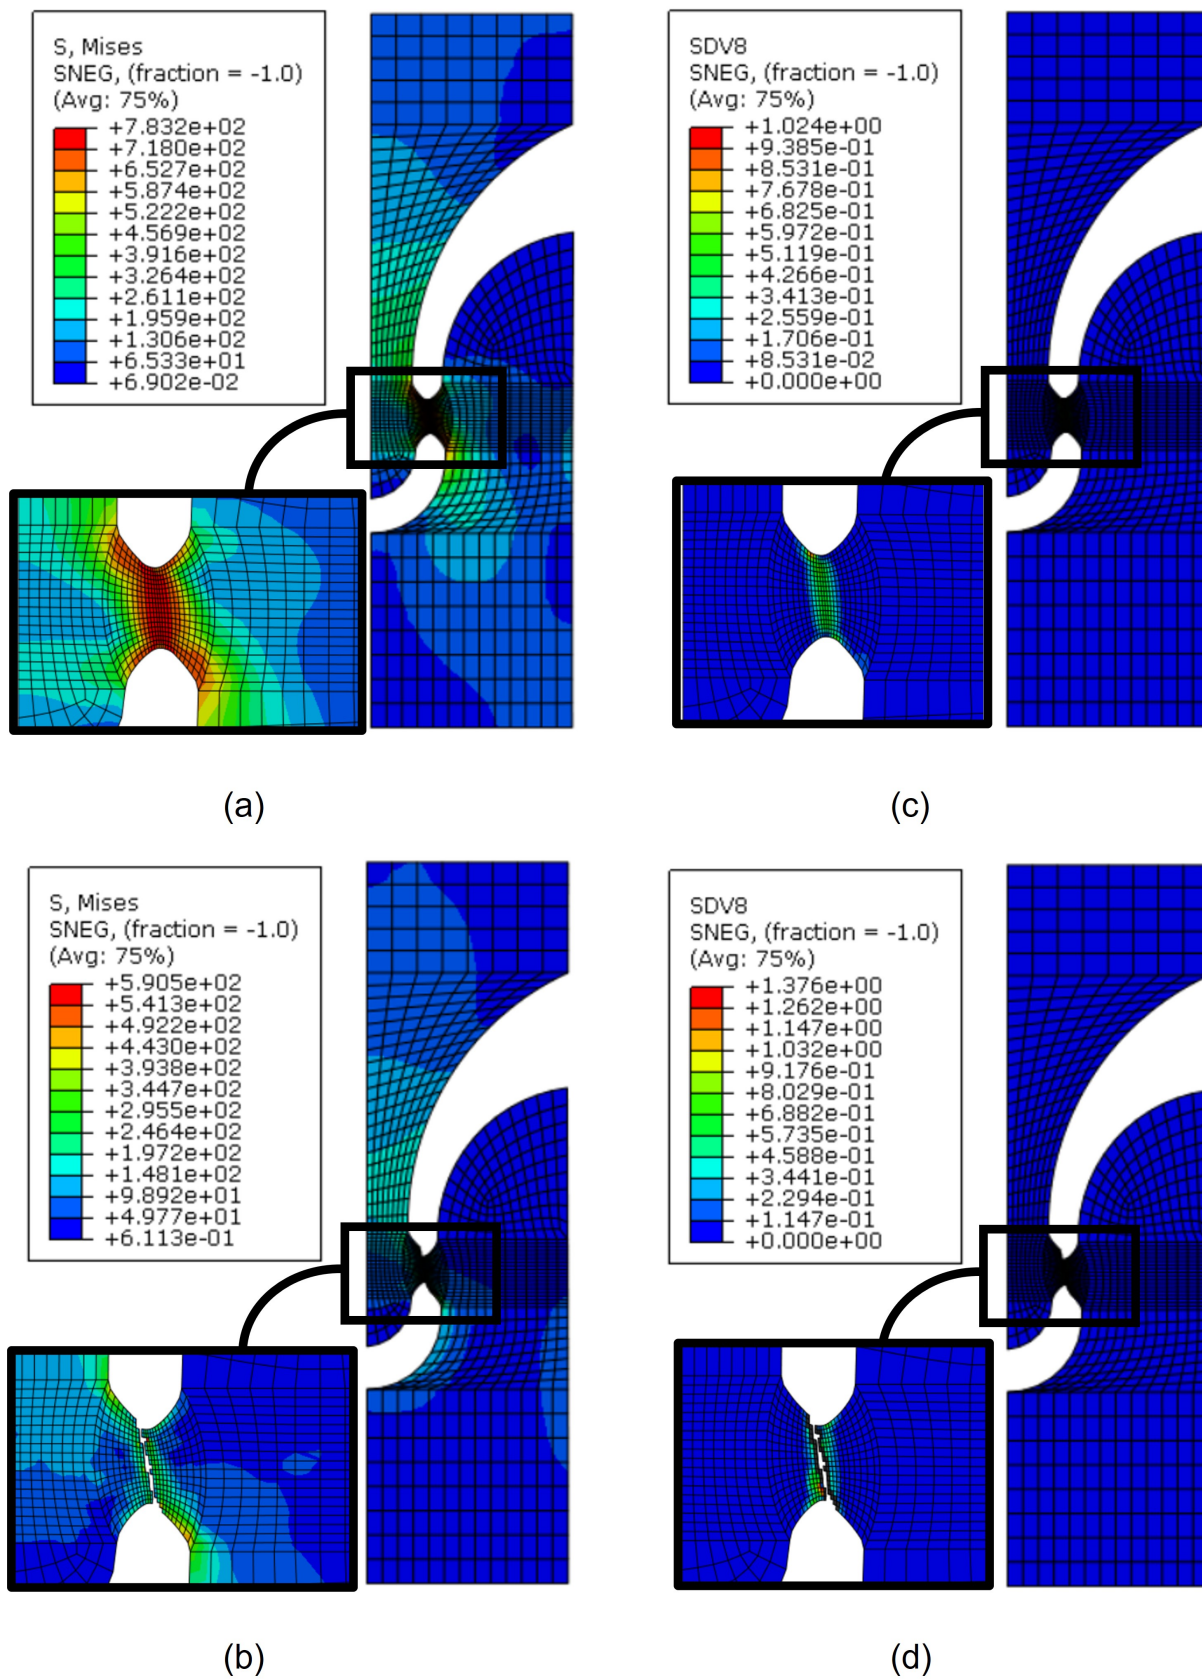 S, Mises
SNEG, (fraction = -1.0)
(Avg: 75%)
+7.832e+02
+7.180e+02
+6.527e+02
+5.874e+02
+5.222e+02
+4.569e+02
+3.916e+02
+3.264e+02
+2.611e+02
+1.959e+02
+1.306e+02
+6.533e+01
+6.902e-02
(a)
SDV8
SNEG, (fraction = -1.0)
(Avg: 75%)
+1.024e+00
+9.385e-01
+8.531e-01
+7.678e-01
+6.825e-01
+5.972e-01
+5.119e-01
+4.266e-01
+3.413e-01
+2.559e-01
+1.706e-01
+8.531e-02
+0.000e+00
(c)
S, Mises
SNEG, (fraction = -1.0)
(Avg: 75%)
+5.905e+02
+5.413e+02
+4.922e+02
+4.430e+02
+3.938e+02
+3.447e+02
+2.955e+02
+2.464e+02
+1.972e+02
+1.481e+02
+9.892e+01
+4.977e+01
+6.113e-01
(b)
SDV8
SNEG, (fraction = -1.0)
(Avg: 75%)
+1.376e+00
+1.262e+00
+1.147e+00
+1.032e+00
+9.176e-01
+8.029e-01
+6.882e-01
+5.735e-01
+4.588e-01
+3.441e-01
+2.294e-01
+1.147e-01
+0.000e+00
(d)